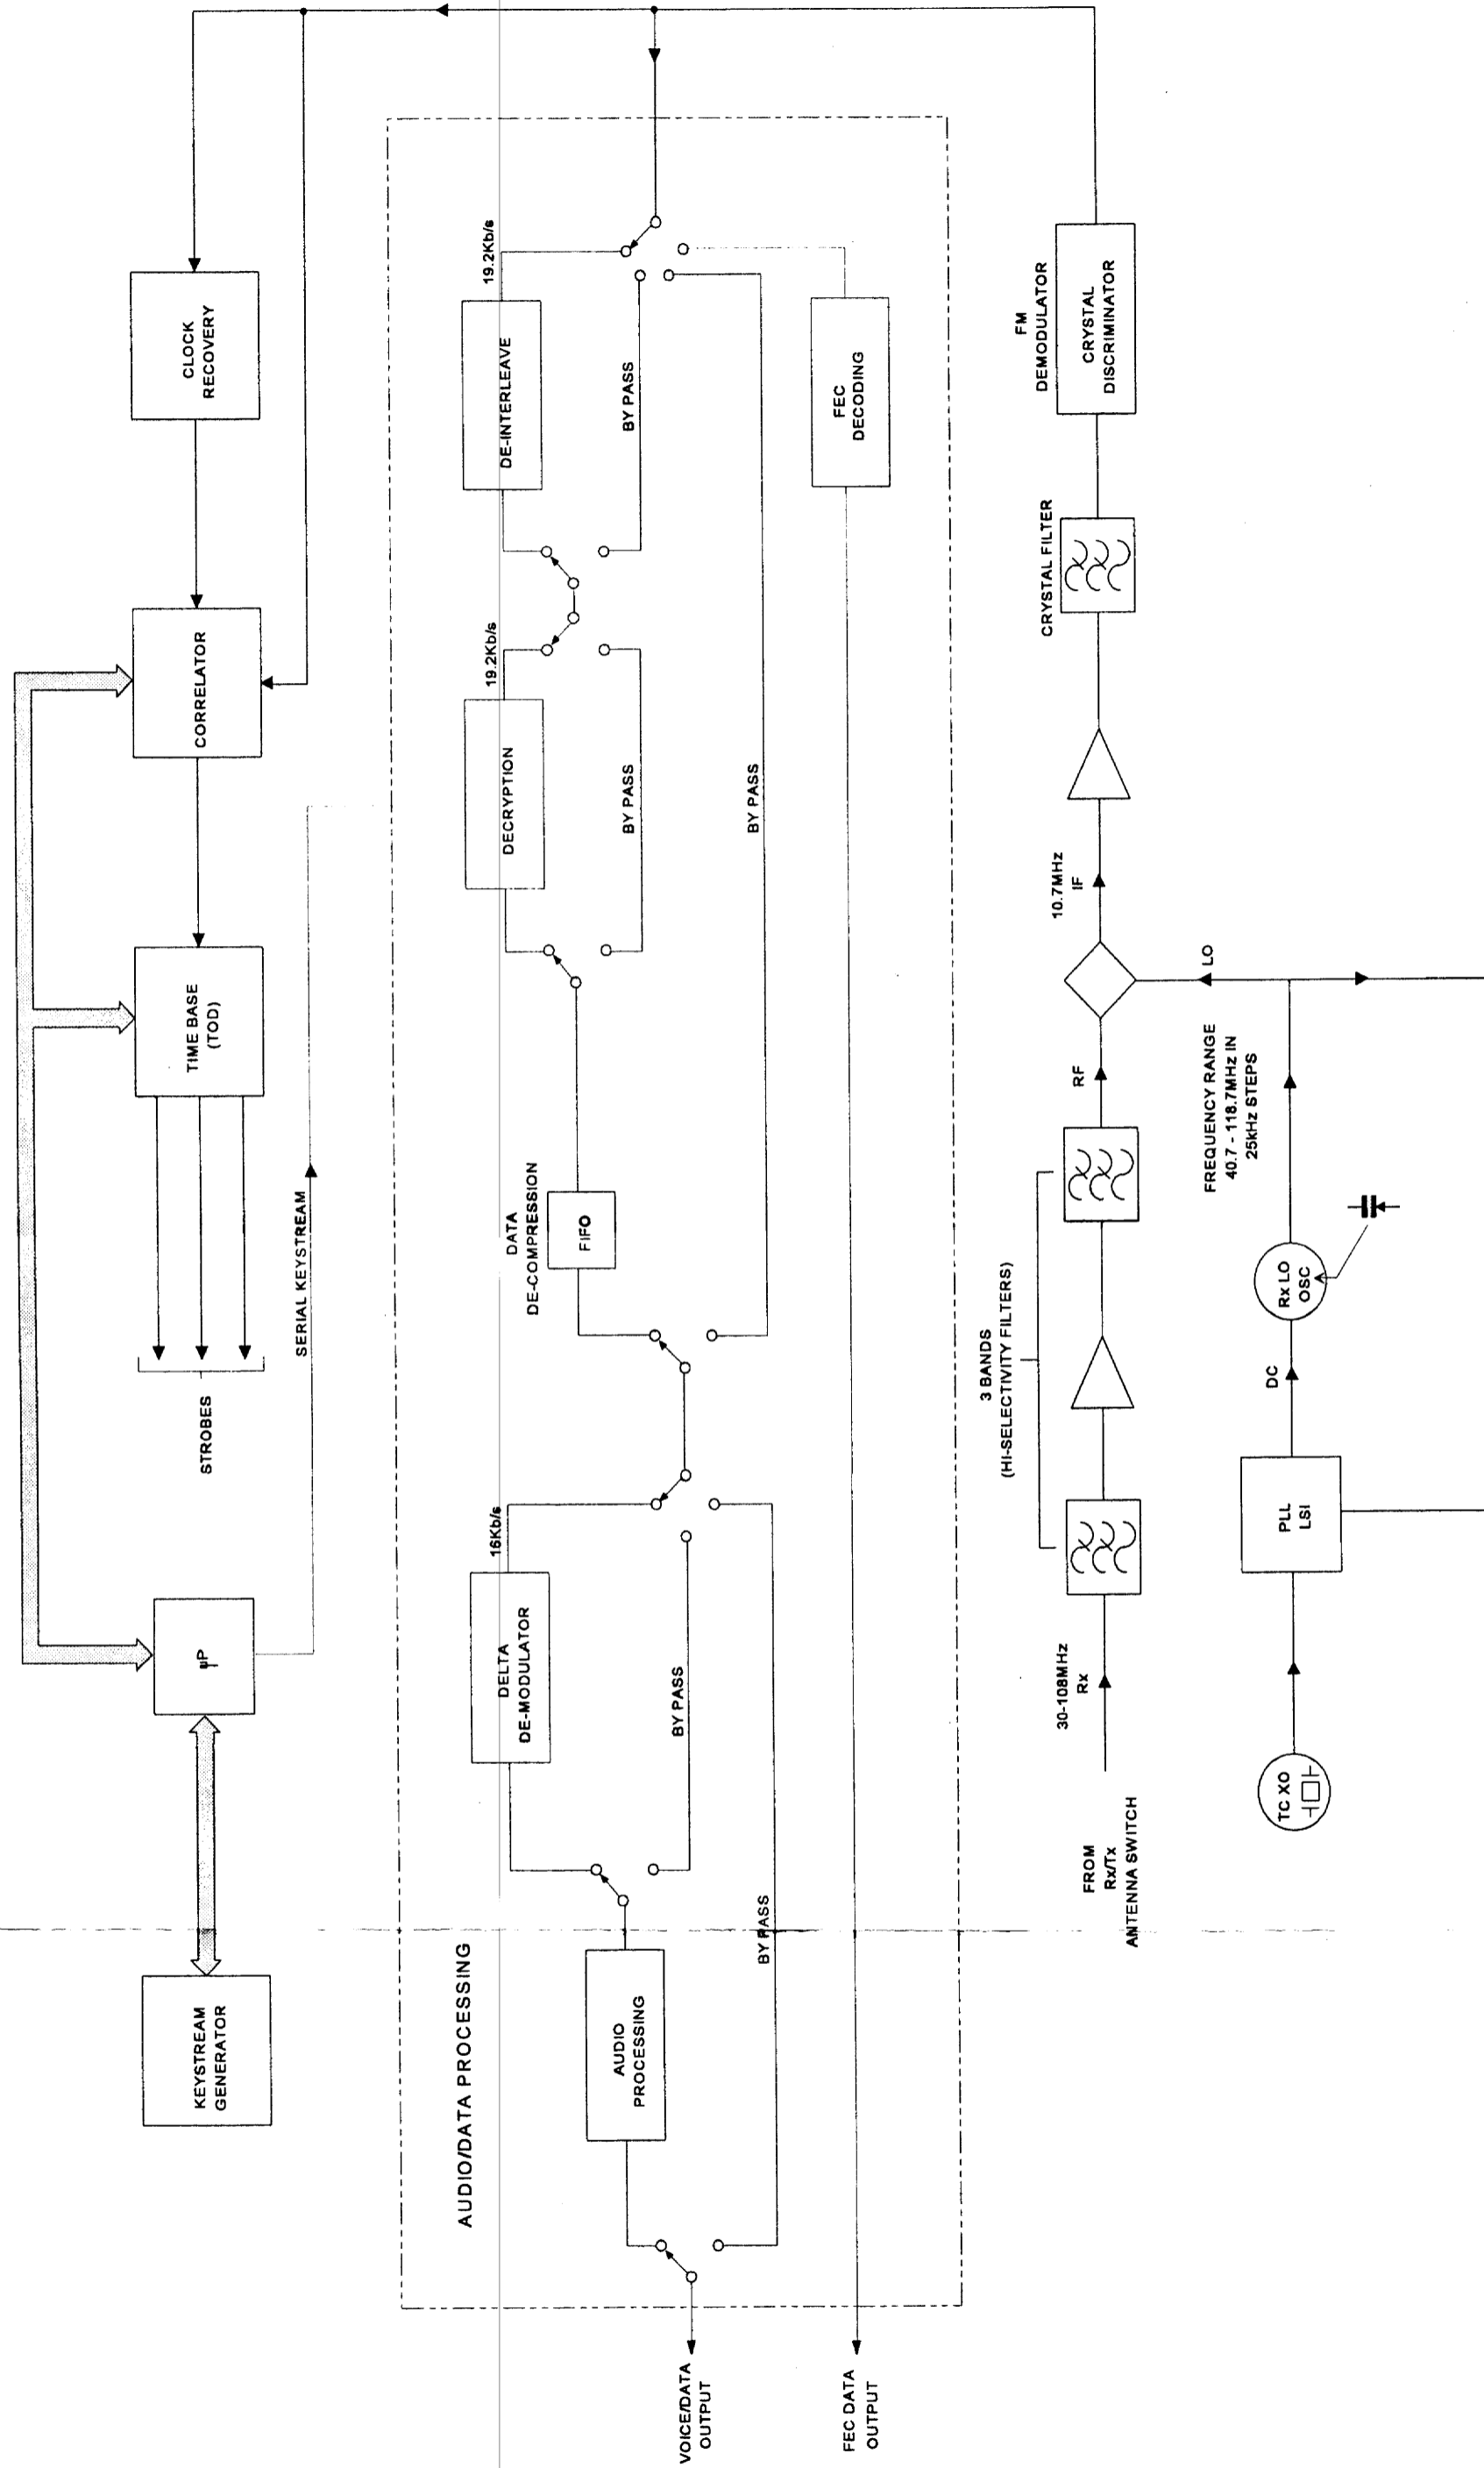 KEYSTREAM
GENERATOR
µP
STROBES
TIME BASE
(TOD)
CORRELATOR
CLOCK
RECOVERY
SERIAL KEYSTREAM
AUDIO/DATA PROCESSING
16Kb/s
19.2Kb/s
19.2Kb/s
DELTA
DE-MODULATOR
DATA
DE-COMPRESSION
FIFO
DECRYPTION
DE-INTERLEAVE
AUDIO
PROCESSING
BY PASS
BY PASS
BY PASS
BY PASS
BY PASS
VOICE/DATA
OUTPUT
FEC
DECODING
FEC DATA
OUTPUT
3 BANDS
(HI-SELECTIVITY FILTERS)
FROM
Rx/Tx
ANTENNA SWITCH
30-108MHz
Rx
RF
10.7MHz
IF
CRYSTAL FILTER
FM
DEMODULATOR
CRYSTAL
DISCRIMINATOR
LO
FREQUENCY RANGE
40.7 - 118.7MHz IN
25kHz STEPS
TC XO
PLL
LSI
DC
Rx LO
OSC